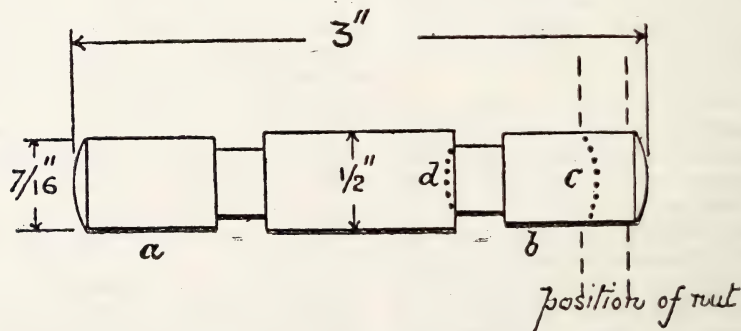 3"
7/16"
1/2"
d
c
a
b
position of nut